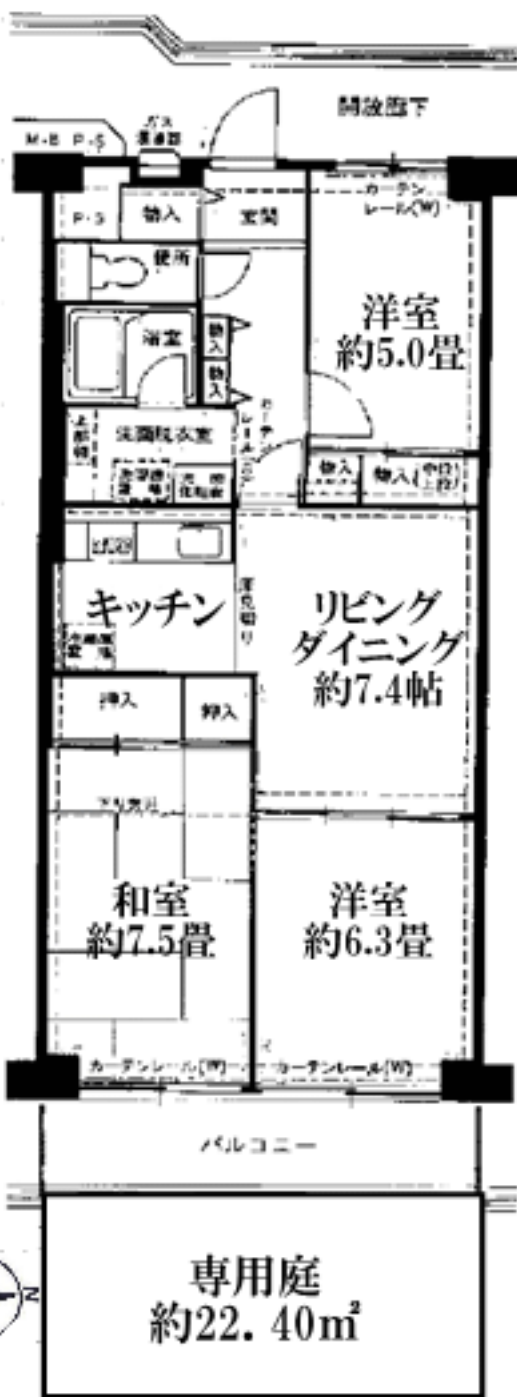 開放廊下
M・B P・S
ガス
P・S
物入
玄関
カーテン
レール(W)
便所
洋室
約5.0畳
浴室
物入
物入
洗面脱衣室
物入
物入
キッチン
リビング
ダイニング
約7.4帖
押入
押入
和室
約7.5畳
洋室
約6.3畳
カーテンレール(W)
カーテンレール(W)
バルコニー
専用庭
約22.40㎡
N